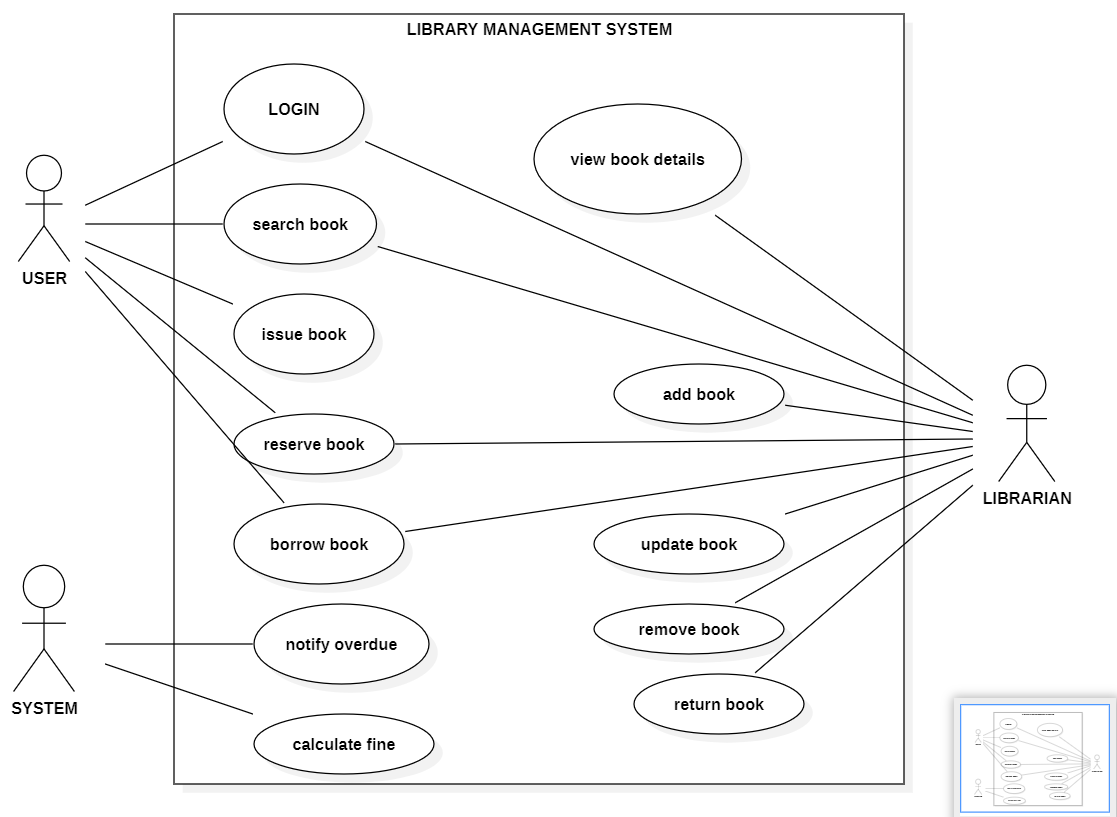 LIBRARY MANAGEMENT SYSTEM
LOGIN
view book details
search book
USER
issue book
add book
reserve book
LIBRARIAN
borrow book
update book
notify overdue
remove book
SYSTEM
return book
calculate fine